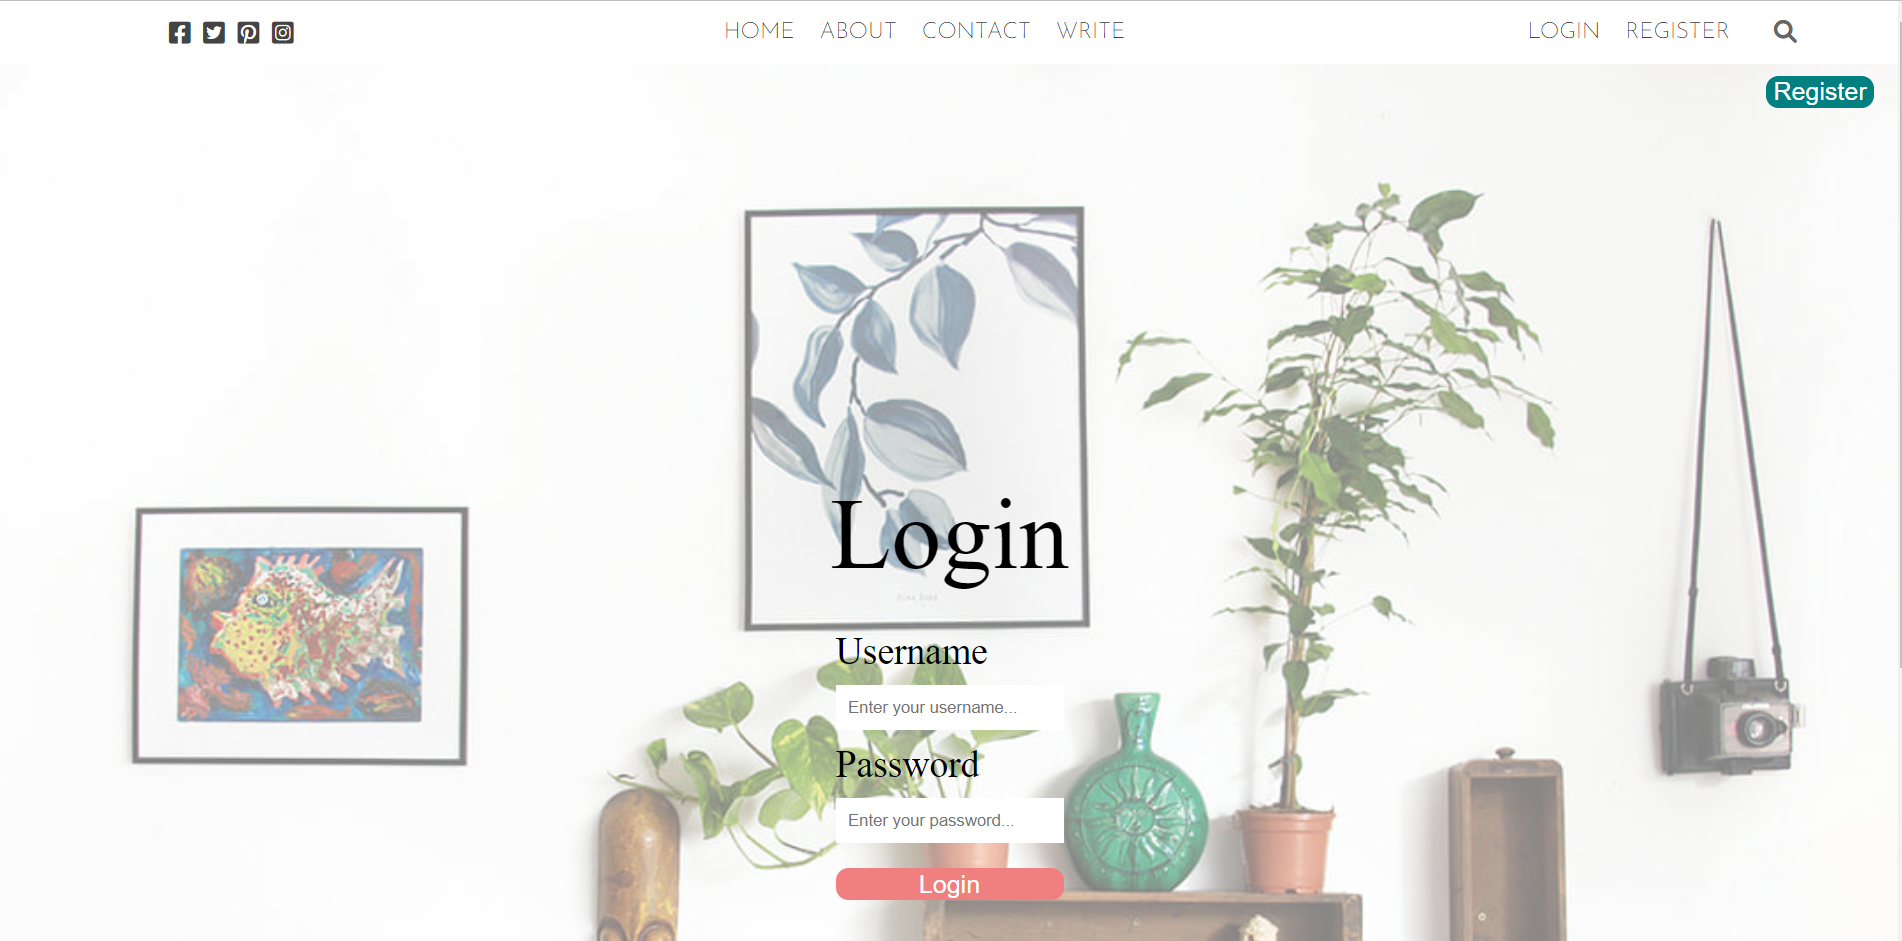 HOME ABOUT CONTACT WRITE LOGIN REGISTER
Register
Login
Username
Enter your username...
Password
Enter your password...
Login